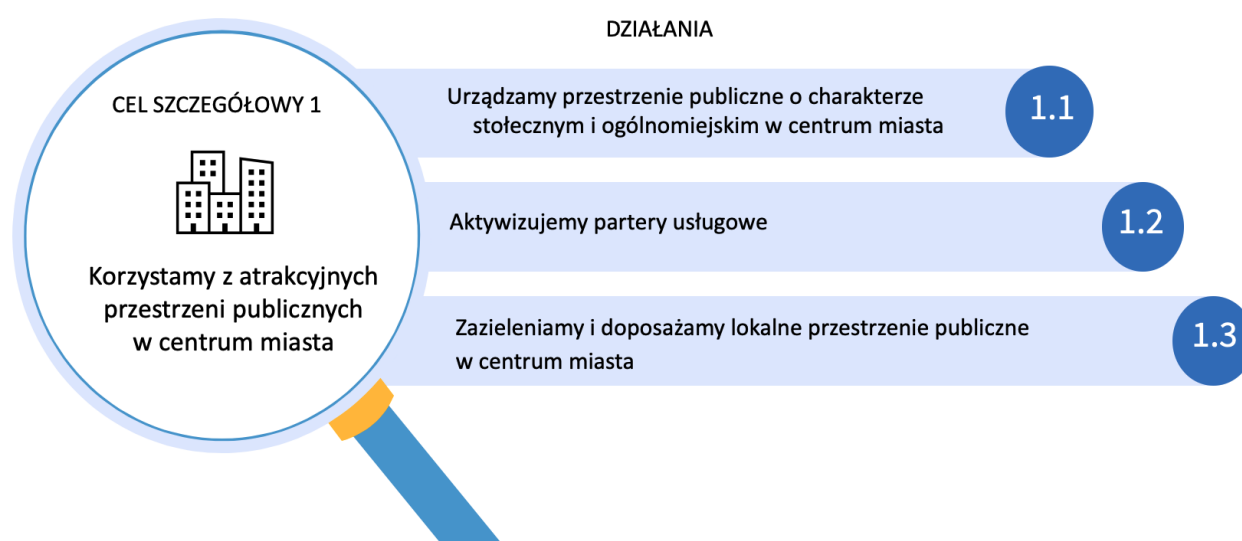 DZIAŁANIA
CEL SZCZEGÓŁOWY 1
Korzystamy z atrakcyjnych
przestrzeni publicznych
w centrum miasta
Urządzamy przestrzenie publiczne o charakterze
stołecznym i ogólnomiejskim w centrum miasta
1.1
Aktywizujemy partery usługowe
1.2
Zazieleniamy i doposażamy lokalne przestrzenie publiczne
w centrum miasta
1.3